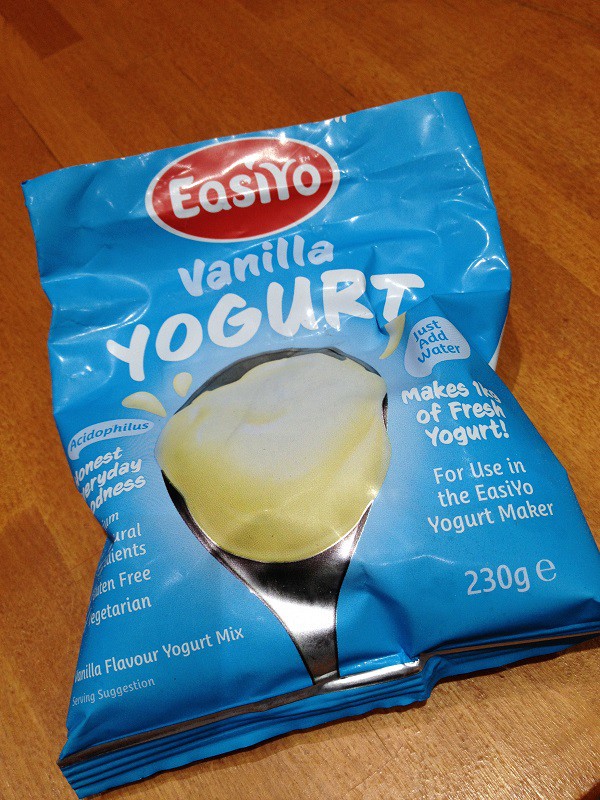 EasiYo
Vanilla
YOGURT
Just
Add
Water
Makes 1kg
of Fresh
Yogurt!
For Use in
the EasiYo
Yogurt Maker
230g e
Acidophilus
Vanilla Flavour Yogurt Mix
Serving Suggestion